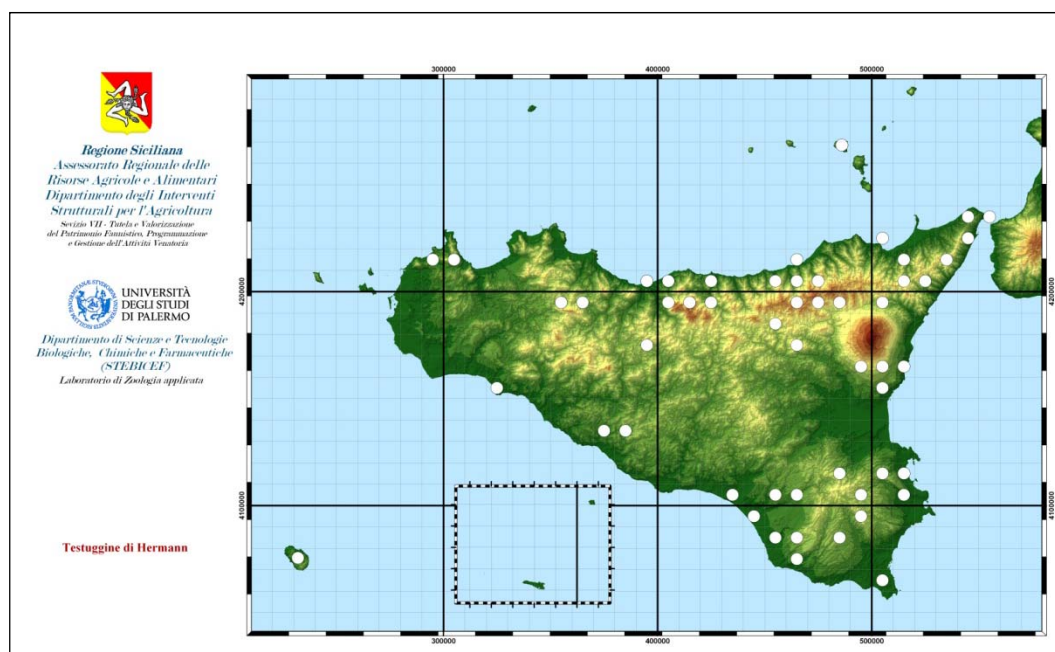 Regione Siciliana
Assessorato Regionale delle
Risorse Agricole e Alimentari
Dipartimento degli Interventi
Strutturali per l'Agricoltura
Sevizio VII - Tutela e Valorizzazione
del Patrimonio Faunistico, Programmazione
e Gestione dell'Attività Venatoria
UNIVERSITÀ
DEGLI STUDI
DI PALERMO
Dipartimento di Scienze e Tecnologie
Biologiche, Chimiche e Farmaceutiche
(STEBICEF)
Laboratorio di Zoologia applicata
Testuggine di Hermann
300000
400000
500000
4200000
4200000
4100000
4100000
300000
400000
500000